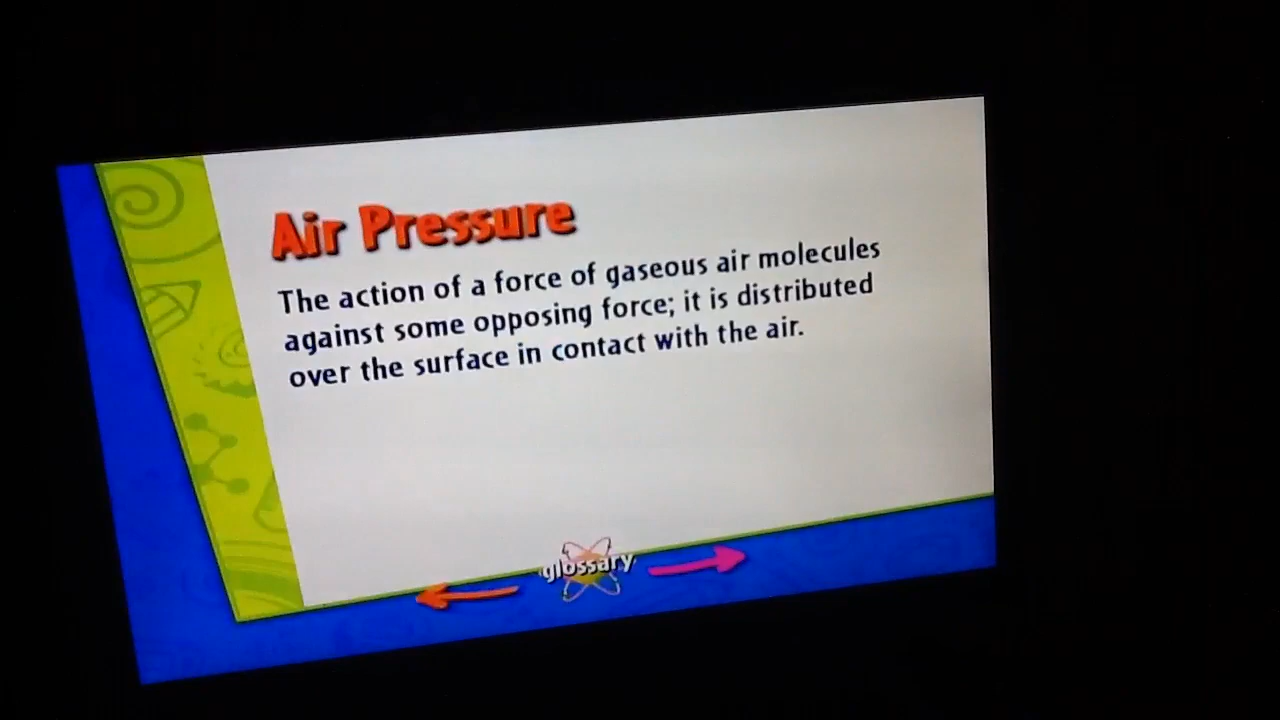 Air Pressure
The action of a force of gaseous air molecules
against some opposing force; it is distributed
over the surface in contact with the air.
glossary